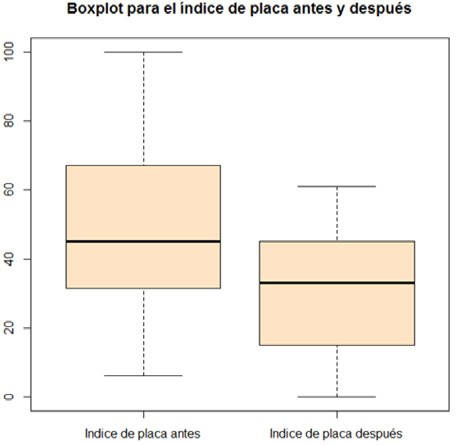 Boxplot para el índice de placa antes y después
100
80
60
40
20
0
Indice de placa antes
Indice de placa después